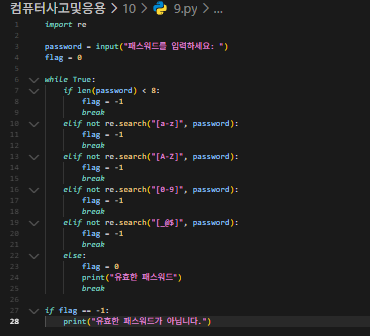 컴퓨터사고및응용 > 10 > 9.py > ...
1 import re
2
3 password = input("패스워드를 입력하세요: ")
4 flag = 0
5
6 while True:
7 if len(password) < 8:
8 flag = -1
9 break
10 elif not re.search("[a-z]", password):
11 flag = -1
12 break
13 elif not re.search("[A-Z]", password):
14 flag = -1
15 break
16 elif not re.search("[0-9]", password):
17 flag = -1
18 break
19 elif not re.search("[_@$]", password):
20 flag = -1
21 break
22 else:
23 flag = 0
24 print("유효한 패스워드")
25 break
26
27 if flag == -1:
28 print("유효한 패스워드가 아닙니다.")